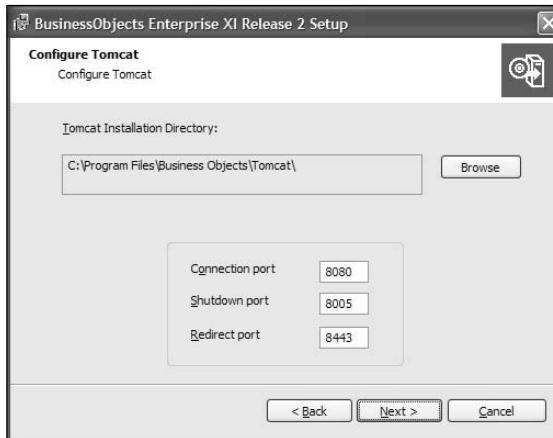 BusinessObjects Enterprise XI Release 2 Setup
Configure Tomcat
Configure Tomcat
Tomcat Installation Directory:
C:\Program Files\Business Objects\Tomcat\
Browse
Connection port 8080
Shutdown port 8005
Redirect port 8443
< Back Next > Cancel